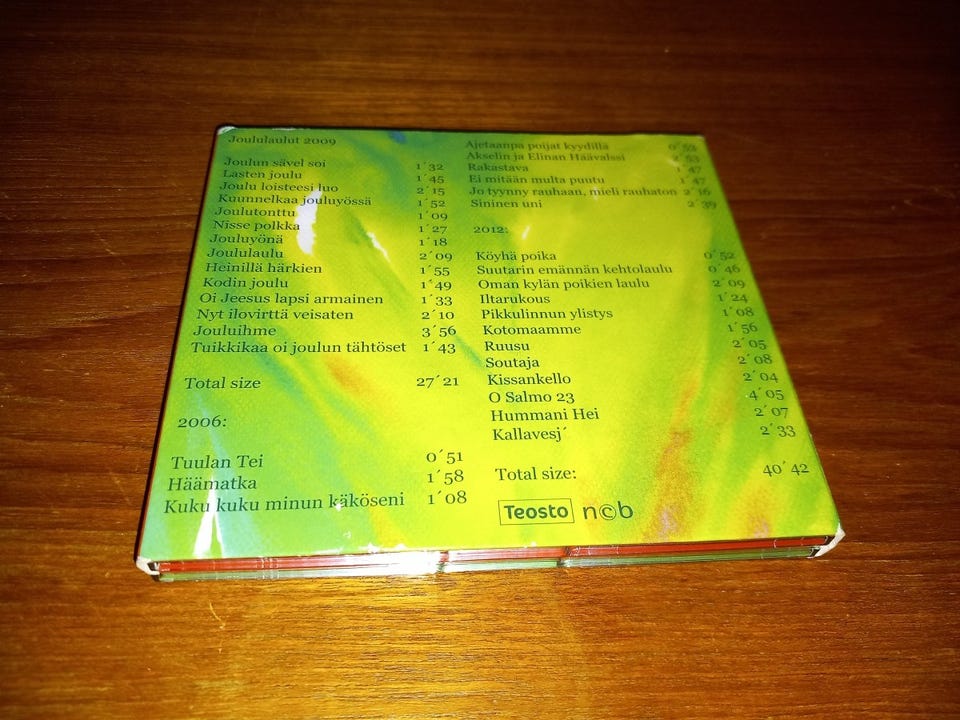 Joululaulut 2009
Joulun sävel soi 1´32
Lasten joulu 1´45
Joulu loisteesi luo 2´15
Kuunnelkaa jouluyössä 1´52
Joulutonttu 1´09
Nisse polkka 1´27
Jouluyönä 1´18
Joululaulu 2´09
Heinillä härkien 1´55
Kodin joulu 1´49
Oi Jeesus lapsi armainen 1´33
Nyt ilovirttä veisaten 2´10
Jouluihme 3´56
Tuikkikaa oi joulun tähtöset 1´43
Total size 27´21
2006:
Tuulan Tei 0´51
Häämatka 1´58
Kuku kuku minun käköseni 1´08
Ajetaanpa poijat kyydillä 0´52
Akselin ja Elinan Häävalssi 2´53
Rakastava 1´47
Ei mitään multa puutu 1´47
Jo tyynny rauhaan, mieli rauhaton 2´16
Sininen uni 2´39
2012:
Köyhä poika 0´52
Suutarin emännän kehtolaulu 0´46
Oman kylän poikien laulu 2´09
Iltarukous 1´24
Pikkulinnun ylistys 1´08
Kotomaamme 1´56
Ruusu 2´05
Soutaja 2´08
Kissankello 2´04
O Salmo 23 4´05
Hummani Hei 2´07
Kallavesj´ 2´33
Total size: 40´42
Teosto n©b